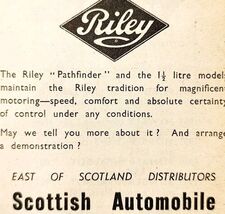 Riley
The Riley "Pathfinder" and the 1½ litre models
maintain the Riley tradition for magnificent
motoring—speed, comfort and absolute certainty
of control under any conditions.
May we tell you more about it? And arrange
a demonstration?
EAST OF SCOTLAND DISTRIBUTORS
Scottish Automobile